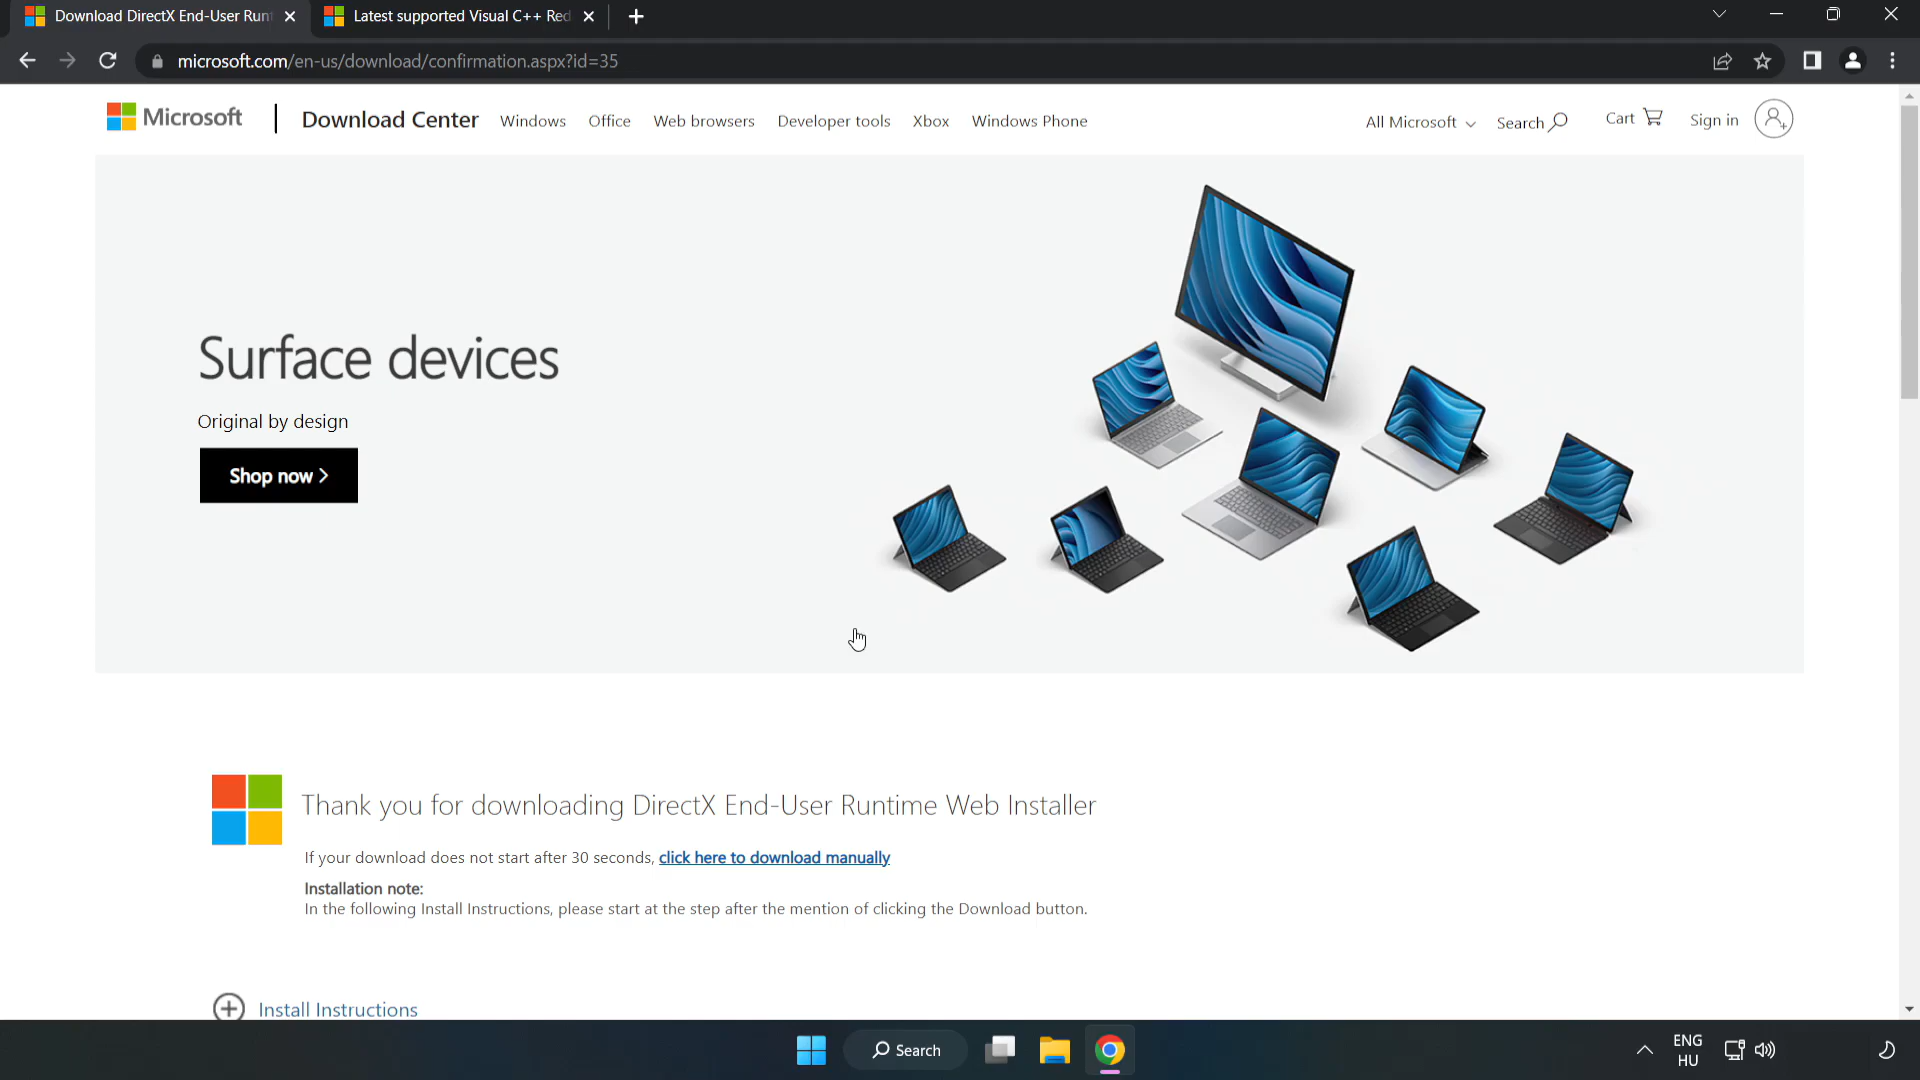 Download DirectX End-User Runt
Latest supported Visual C++ Red
microsoft.com/en-us/download/confirmation.aspx?id=35
Microsoft
Download Center
Windows
Office
Web browsers
Developer tools
Xbox
Windows Phone
All Microsoft
Search
Cart
Sign in
Surface devices
Original by design
Shop now
Thank you for downloading DirectX End-User Runtime Web Installer
If your download does not start after 30 seconds, click here to download manually
Installation note:
In the following Install Instructions, please start at the step after the mention of clicking the Download button.
Install Instructions
Search
ENG
HU